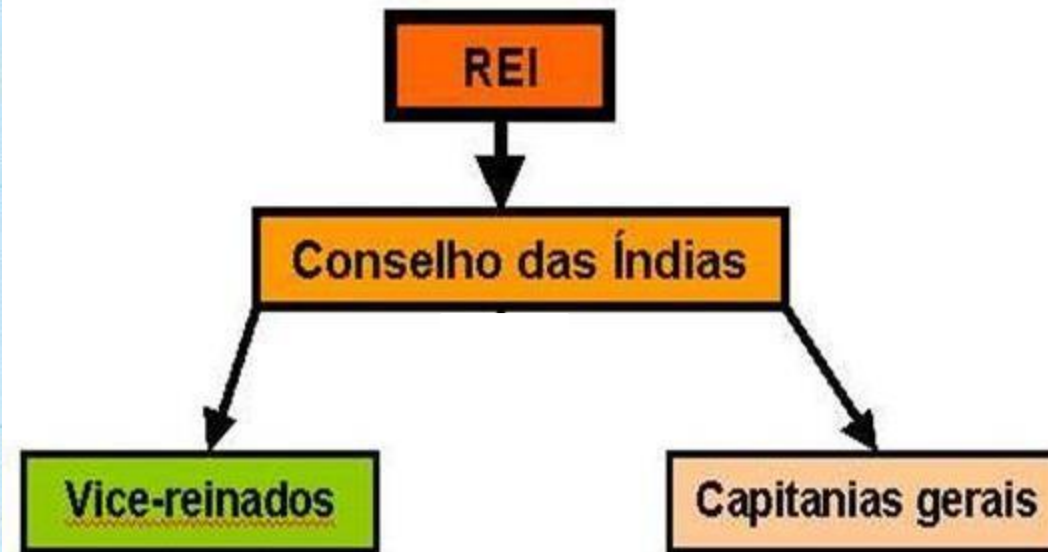 REI
Conselho das Índias
Vice-reinados
Capitanias gerais